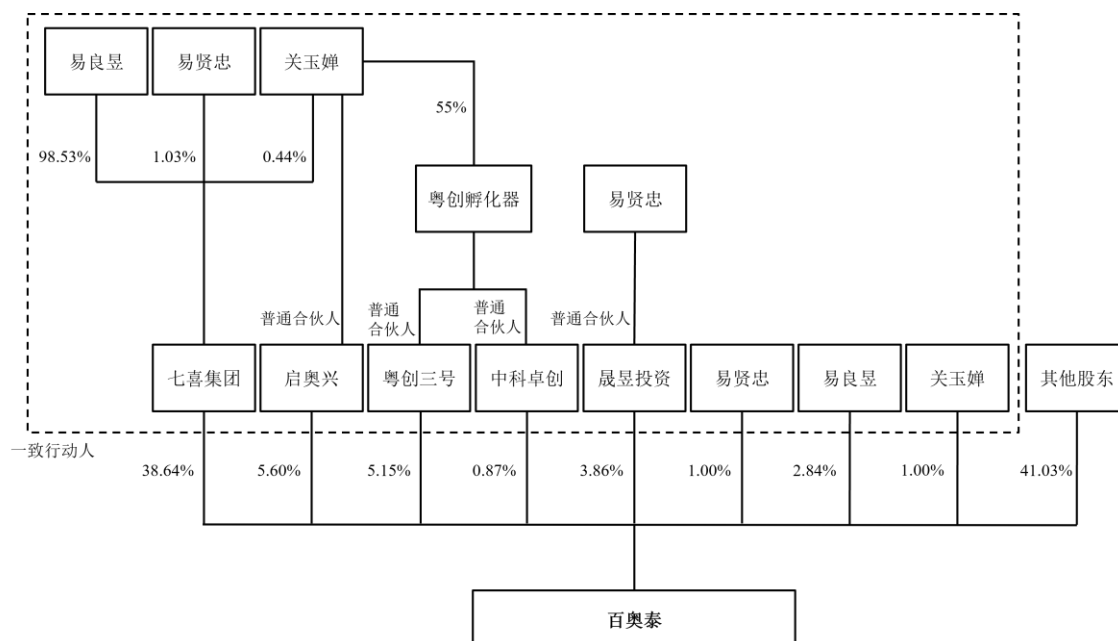 易良昱
易贤忠
关玉婵
55%
98.53%
1.03%
0.44%
粤创孵化器
易贤忠
普通合伙人
普通
合伙人
普通
合伙人
普通合伙人
七喜集团
启奥兴
粤创三号
中科卓创
晟昱投资
易贤忠
易良昱
关玉婵
其他股东
一致行动人
38.64%
5.60%
5.15%
0.87%
3.86%
1.00%
2.84%
1.00%
41.03%
百奥泰